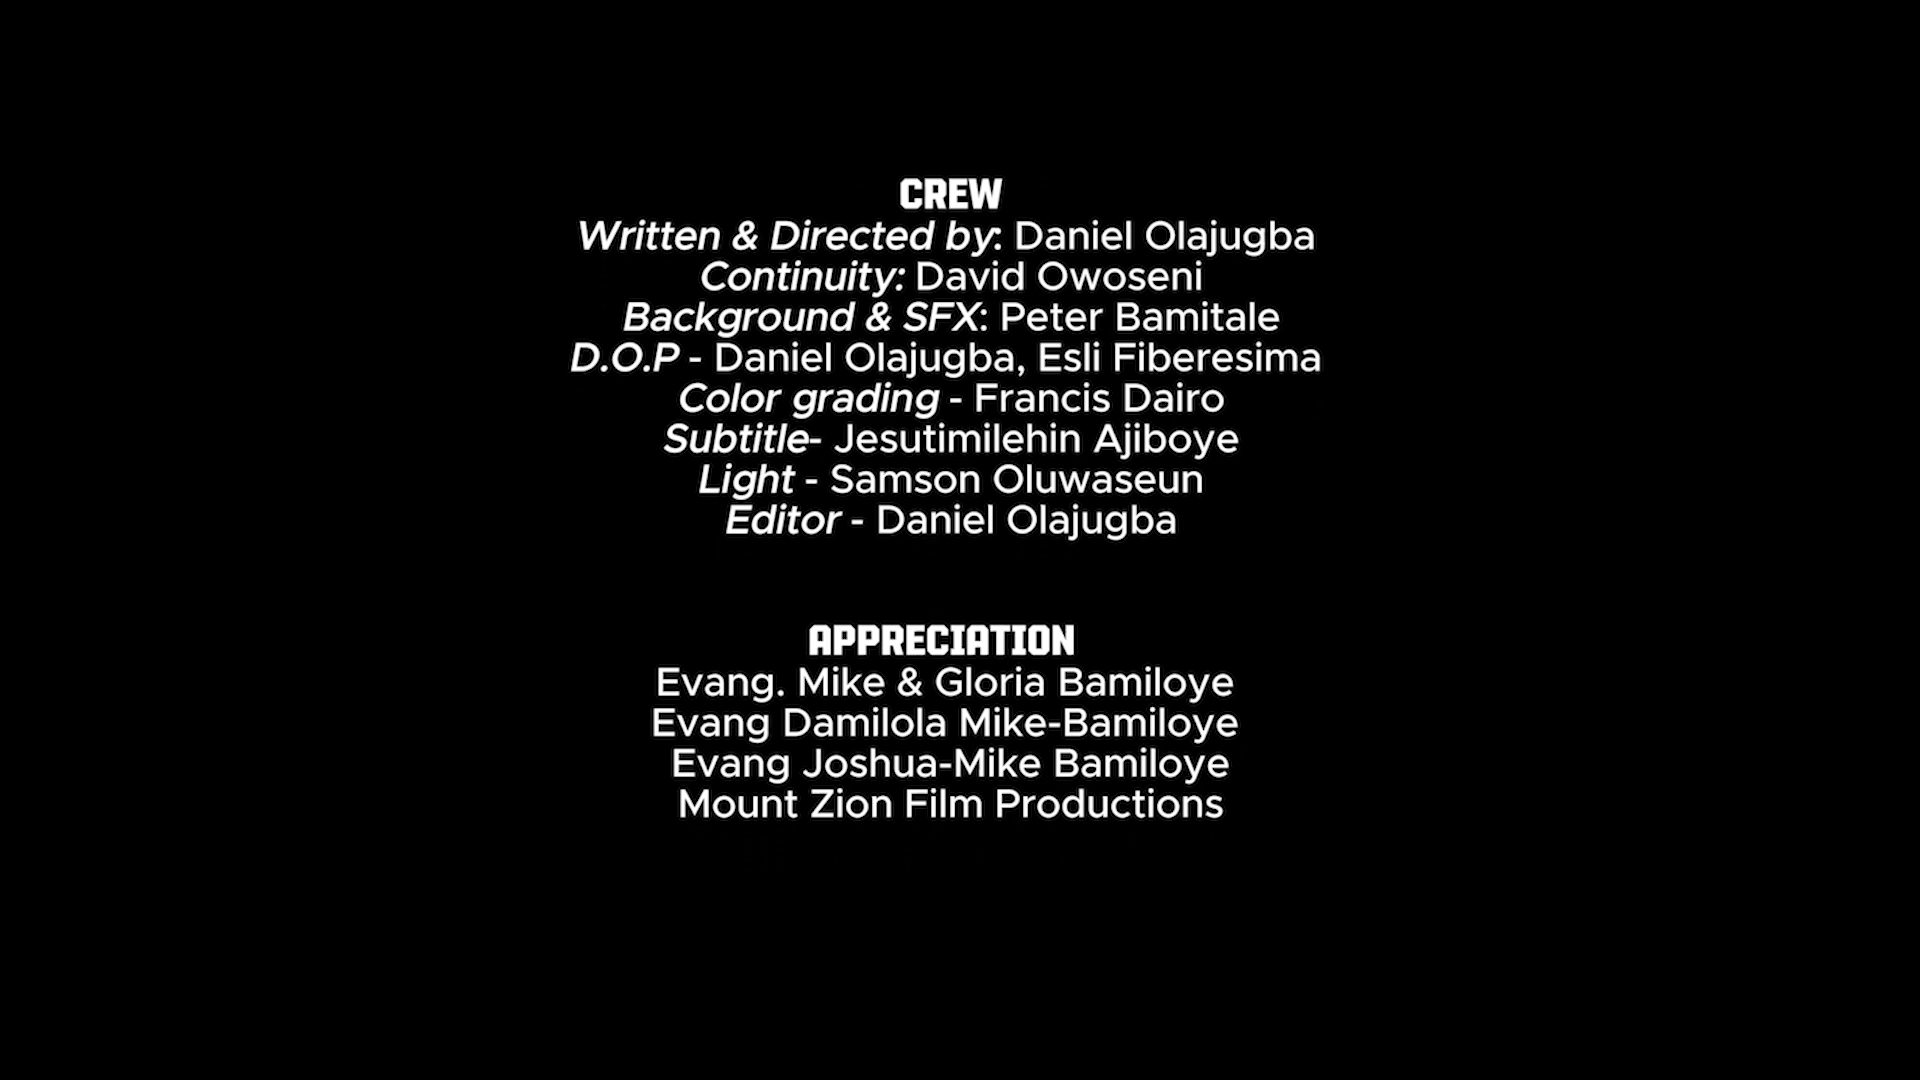 CREW
Written & Directed by: Daniel Olajugba
Continuity: David Owoseni
Background & SFX: Peter Bamitale
D.O.P - Daniel Olajugba, Esli Fiberesima
Color grading - Francis Dairo
Subtitle- Jesutimilehin Ajiboye
Light - Samson Oluwaseun
Editor - Daniel Olajugba
APPRECIATION
Evang. Mike & Gloria Bamiloye
Evang Damilola Mike-Bamiloye
Evang Joshua-Mike Bamiloye
Mount Zion Film Productions